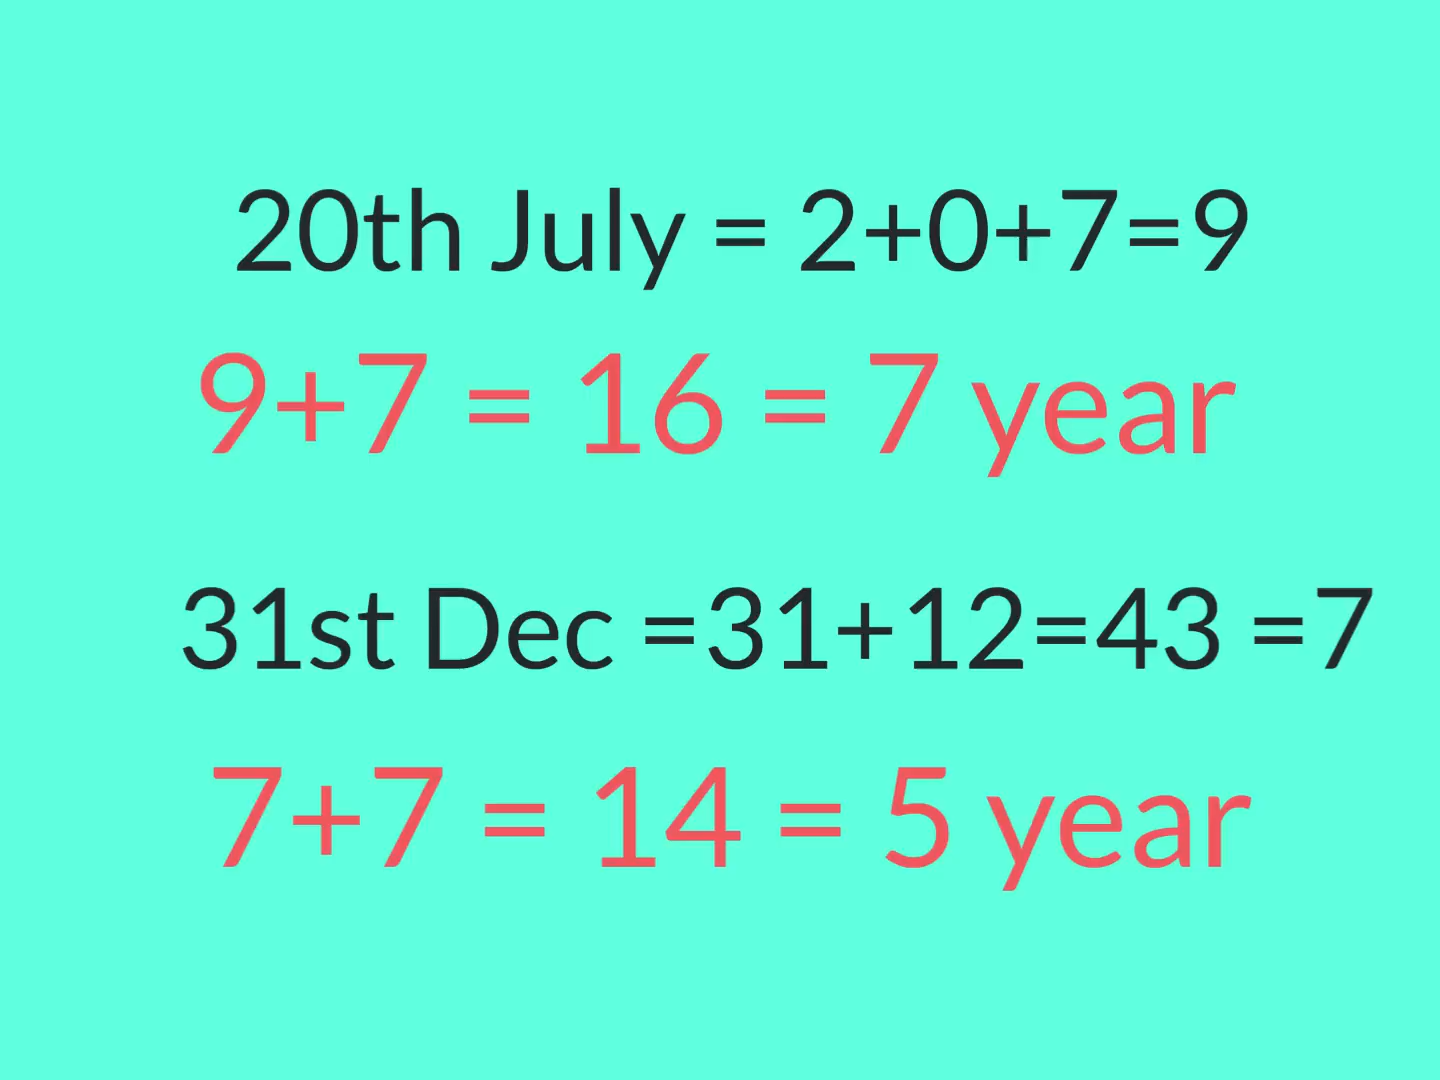 20th July = 2+0+7=9
9+7 = 16 = 7 year
31st Dec =31+12=43 =7
7+7 = 14 = 5 year